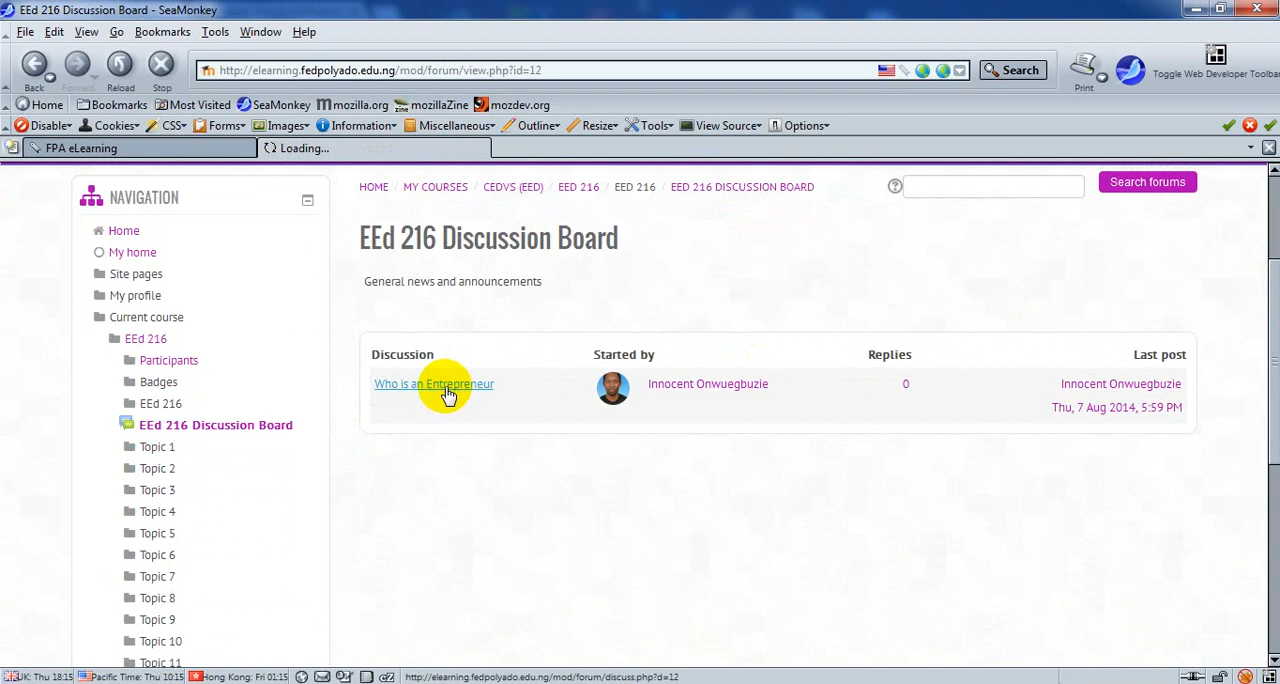 EEd 216 Discussion Board - SeaMonkey
File Edit View Go Bookmarks Tools Window Help
http://elearning.fedpolyado.edu.ng/mod/forum/view.php?id=12 Search
Back Forward Reload Stop Print Toggle Web Developer Toolbar
Home Bookmarks Most Visited SeaMonkey mozilla.org mozillaZine mozdev.org
Disable Cookies CSS Forms Images Information Miscellaneous Outline Resize Tools View Source Options
FPA eLearning Loading...
NAVIGATION
Home
My home
Site pages
My profile
Current course
EEd 216
Participants
Badges
EEd 216
EEd 216 Discussion Board
Topic 1
Topic 2
Topic 3
Topic 4
Topic 5
Topic 6
Topic 7
Topic 8
Topic 9
Topic 10
Topic 11
HOME / MY COURSES / CEDVS (EED) / EED 216 / EED 216 / EED 216 DISCUSSION BOARD
Search forums
EEd 216 Discussion Board
General news and announcements
Discussion Started by Replies Last post
Who is an Entrepreneur Innocent Onwuegbuzie 0 Innocent Onwuegbuzie
Thu, 7 Aug 2014, 5:59 PM
UK: Thu 18:15 Pacific Time: Thu 10:15 Hong Kong: Fri 01:15 http://elearning.fedpolyado.edu.ng/mod/forum/discuss.php?d=12